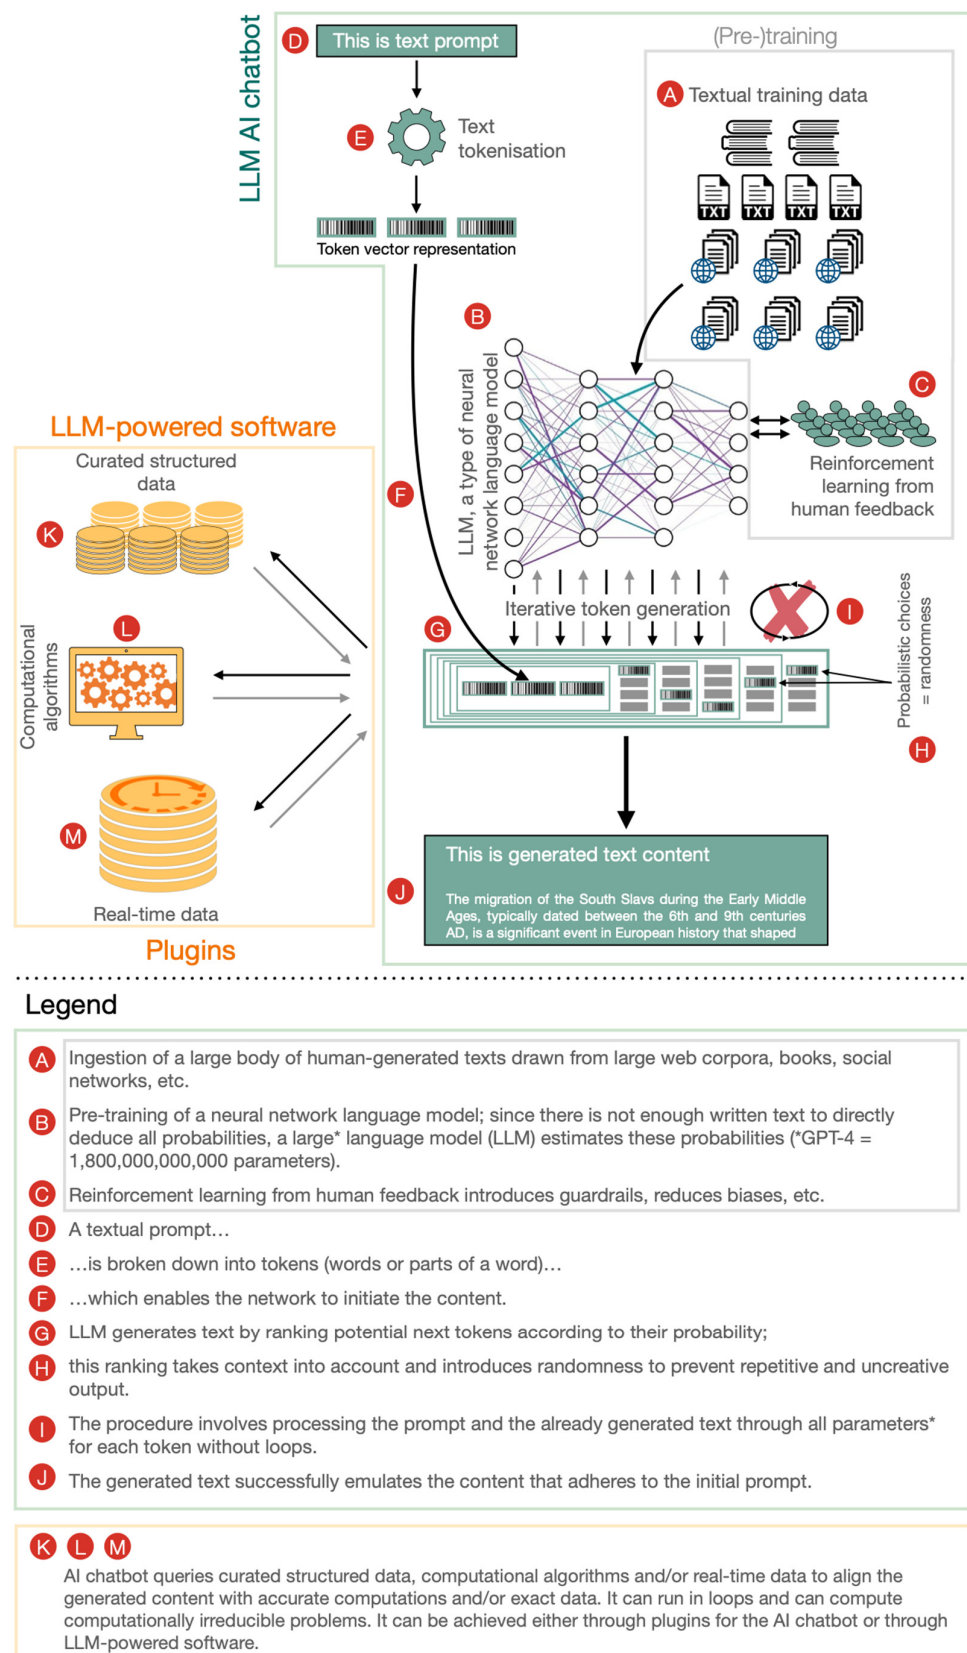 LLM AI chatbot
D
This is text prompt
E
Text
tokenisation
Token vector representation
(Pre-)training
A
Textual training data
TXT
TXT
TXT
TXT
B
LLM, a type of neural
network language model
C
Reinforcement
learning from
human feedback
F
LLM-powered software
Curated structured
data
K
L
Computational
algorithms
M
Real-time data
Plugins
Iterative token generation
G
I
Probabilistic choices
= randomness
H
J
This is generated text content
The migration of the South Slavs during the Early Middle
Ages, typically dated between the 6th and 9th centuries
AD, is a significant event in European history that shaped
Legend
A Ingestion of a large body of human-generated texts drawn from large web corpora, books, social
networks, etc.
B Pre-training of a neural network language model; since there is not enough written text to directly
deduce all probabilities, a large* language model (LLM) estimates these probabilities (*GPT-4 =
1,800,000,000,000 parameters).
C Reinforcement learning from human feedback introduces guardrails, reduces biases, etc.
D A textual prompt…
E …is broken down into tokens (words or parts of a word)…
F …which enables the network to initiate the content.
G LLM generates text by ranking potential next tokens according to their probability;
H this ranking takes context into account and introduces randomness to prevent repetitive and uncreative
output.
I The procedure involves processing the prompt and the already generated text through all parameters*
for each token without loops.
J The generated text successfully emulates the content that adheres to the initial prompt.
K L M
AI chatbot queries curated structured data, computational algorithms and/or real-time data to align the
generated content with accurate computations and/or exact data. It can run in loops and can compute
computationally irreducible problems. It can be achieved either through plugins for the AI chatbot or through
LLM-powered software.